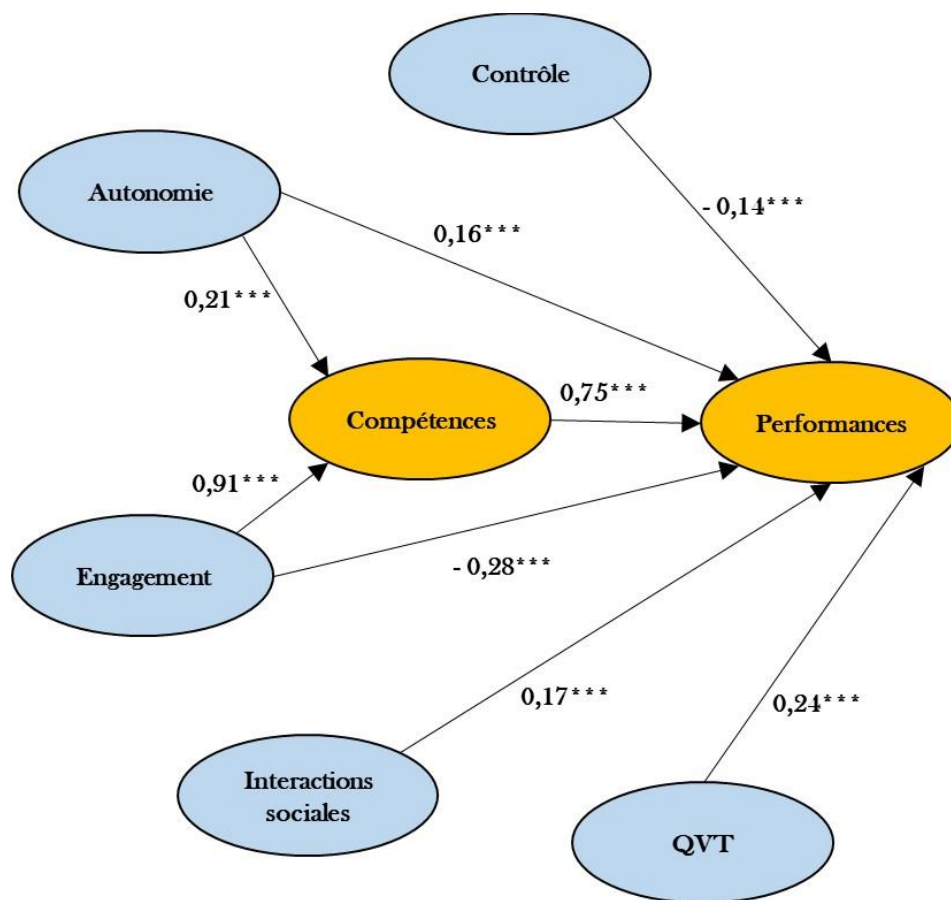 Contrôle
Autonomie
- 0,14***
0,16***
0,21***
Compétences
0,75***
Performances
0,91***
Engagement
- 0,28***
0,17***
0,24***
Interactions
sociales
QVT